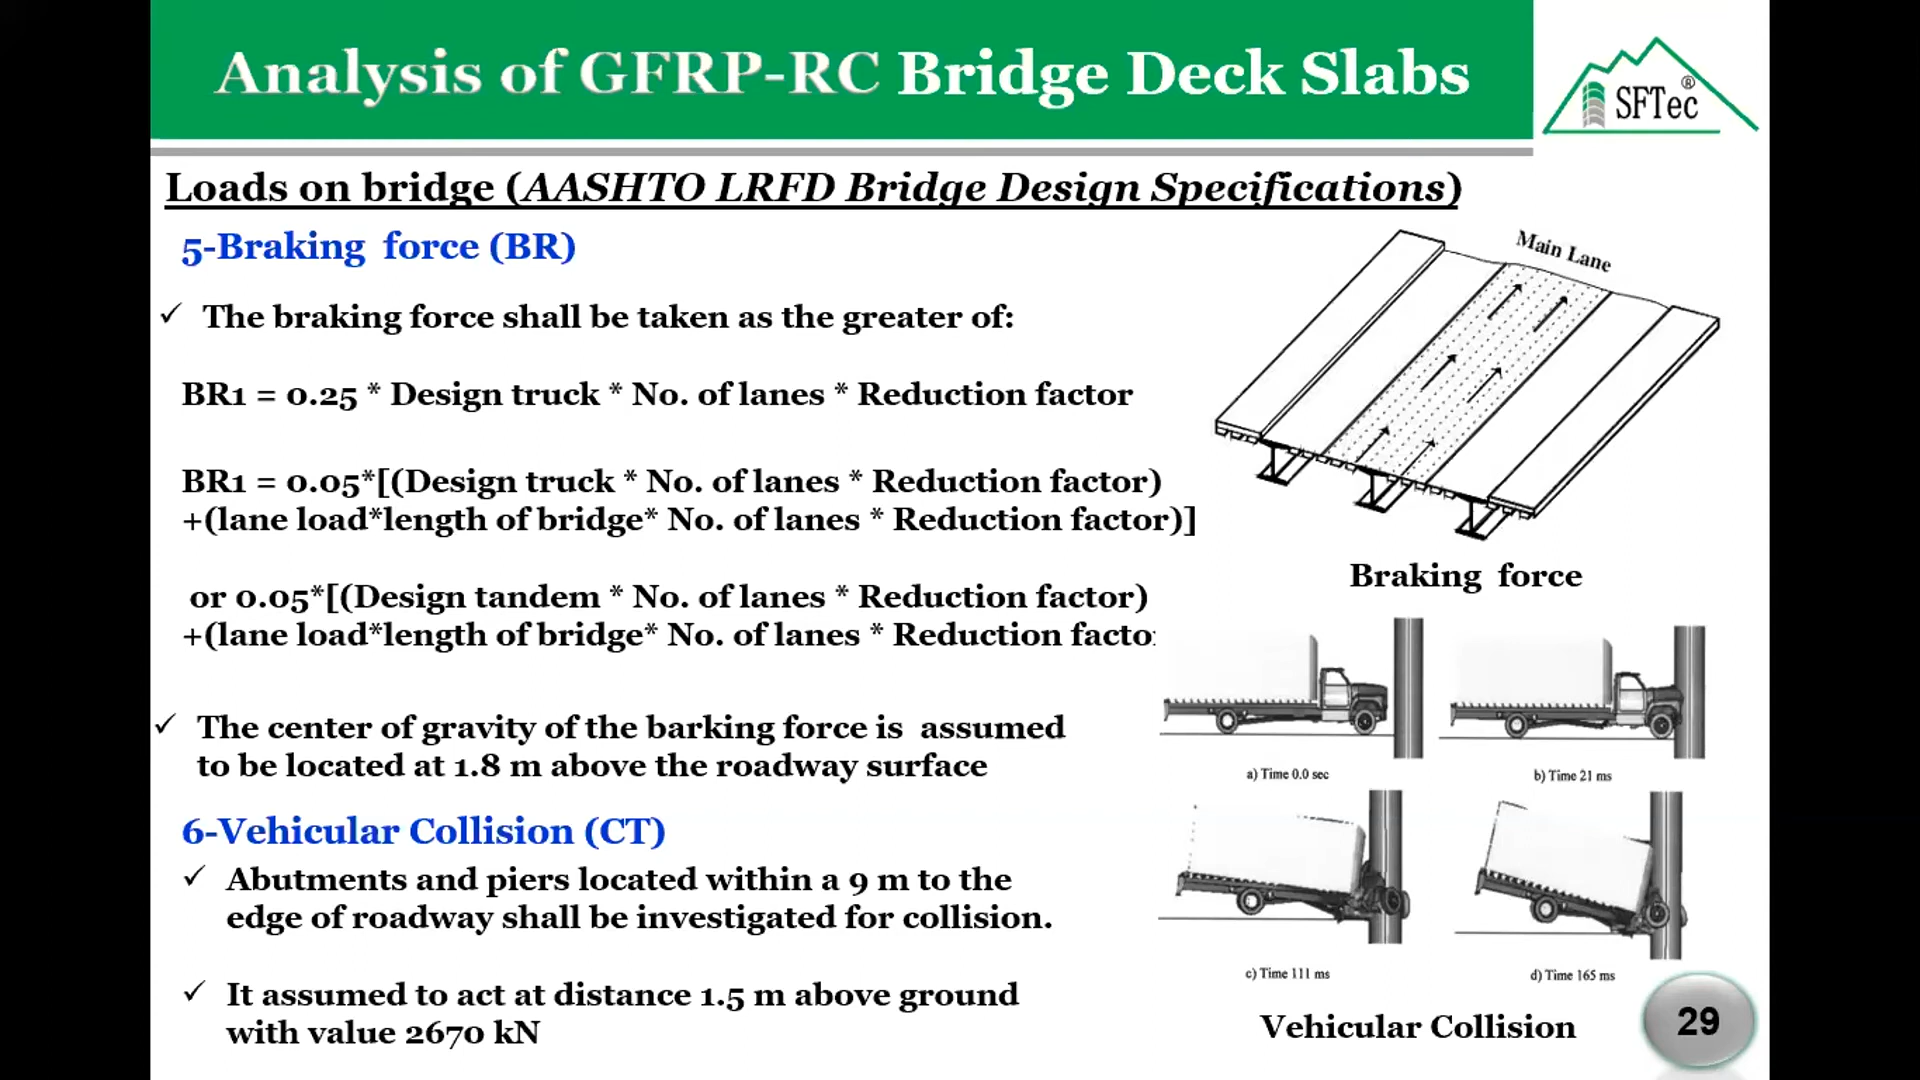 Analysis of GFRP-RC Bridge Deck Slabs
SFTec®
Loads on bridge (AASHTO LRFD Bridge Design Specifications)
5-Braking force (BR)
✓ The braking force shall be taken as the greater of:
BR1 = 0.25 * Design truck * No. of lanes * Reduction factor
BR1 = 0.05*[(Design truck * No. of lanes * Reduction factor)
+(lane load*length of bridge* No. of lanes * Reduction factor)]
or 0.05*[(Design tandem * No. of lanes * Reduction factor)
+(lane load*length of bridge* No. of lanes * Reduction facto
✓ The center of gravity of the barking force is assumed
to be located at 1.8 m above the roadway surface
6-Vehicular Collision (CT)
✓ Abutments and piers located within a 9 m to the
edge of roadway shall be investigated for collision.
✓ It assumed to act at distance 1.5 m above ground
with value 2670 kN
Main Lane
Braking force
a) Time 0.0 sec
b) Time 21 ms
c) Time 111 ms
d) Time 165 ms
Vehicular Collision
29